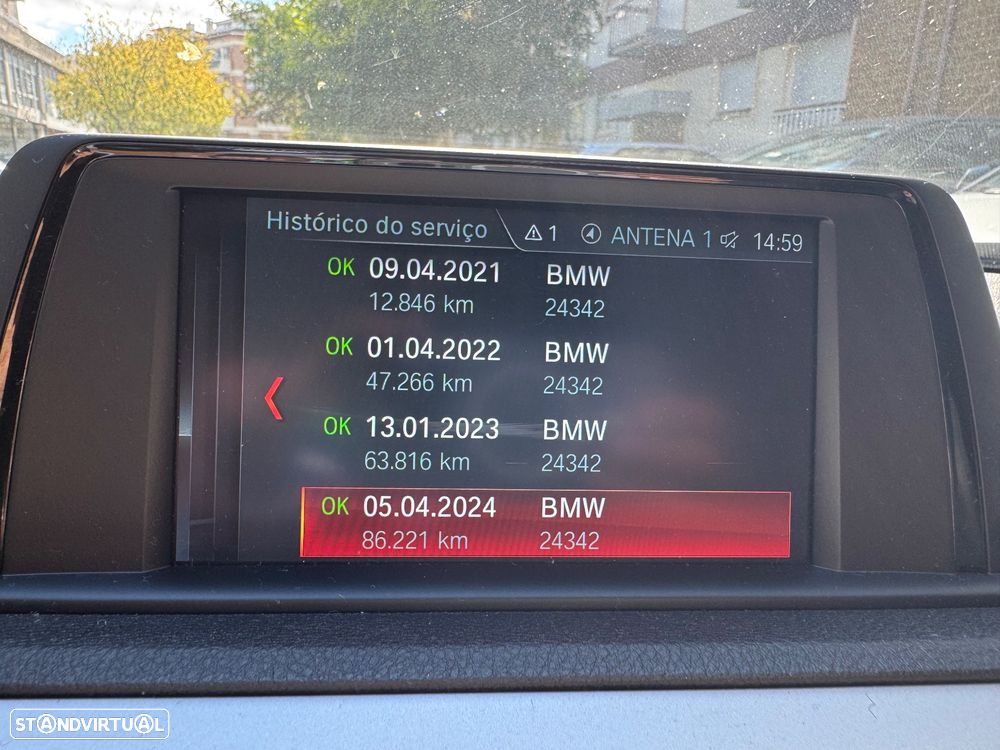 Histórico do serviço 1 ANTENA 1 14:59
OK 09.04.2021 BMW
12.846 km 24342
OK 01.04.2022 BMW
47.266 km 24342
OK 13.01.2023 BMW
63.816 km 24342
OK 05.04.2024 BMW
86.221 km 24342
STANDVIRTUAL